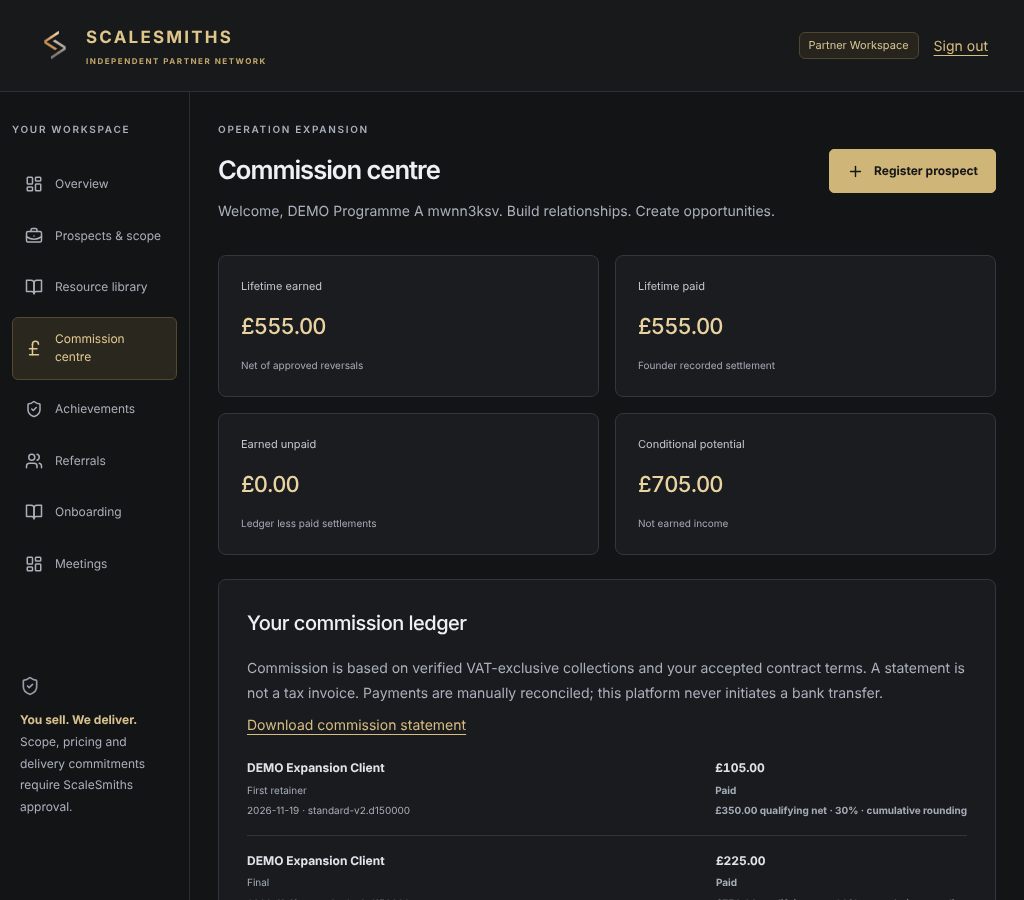 SCALESMITHS
INDEPENDENT PARTNER NETWORK
Partner Workspace
Sign out
YOUR WORKSPACE
Overview
Prospects & scope
Resource library
Commission
centre
Achievements
Referrals
Onboarding
Meetings
You sell. We deliver.
Scope, pricing and
delivery commitments
require ScaleSmiths
approval.
OPERATION EXPANSION
Commission centre
Register prospect
Welcome, DEMO Programme A mwnn3ksv. Build relationships. Create opportunities.
Lifetime earned
£555.00
Net of approved reversals
Lifetime paid
£555.00
Founder recorded settlement
Earned unpaid
£0.00
Ledger less paid settlements
Conditional potential
£705.00
Not earned income
Your commission ledger
Commission is based on verified VAT-exclusive collections and your accepted contract terms. A statement is
not a tax invoice. Payments are manually reconciled; this platform never initiates a bank transfer.
Download commission statement
DEMO Expansion Client
£105.00
First retainer
Paid
2026-11-19 · standard-v2.d150000
£350.00 qualifying net · 30% · cumulative rounding
DEMO Expansion Client
£225.00
Final
Paid